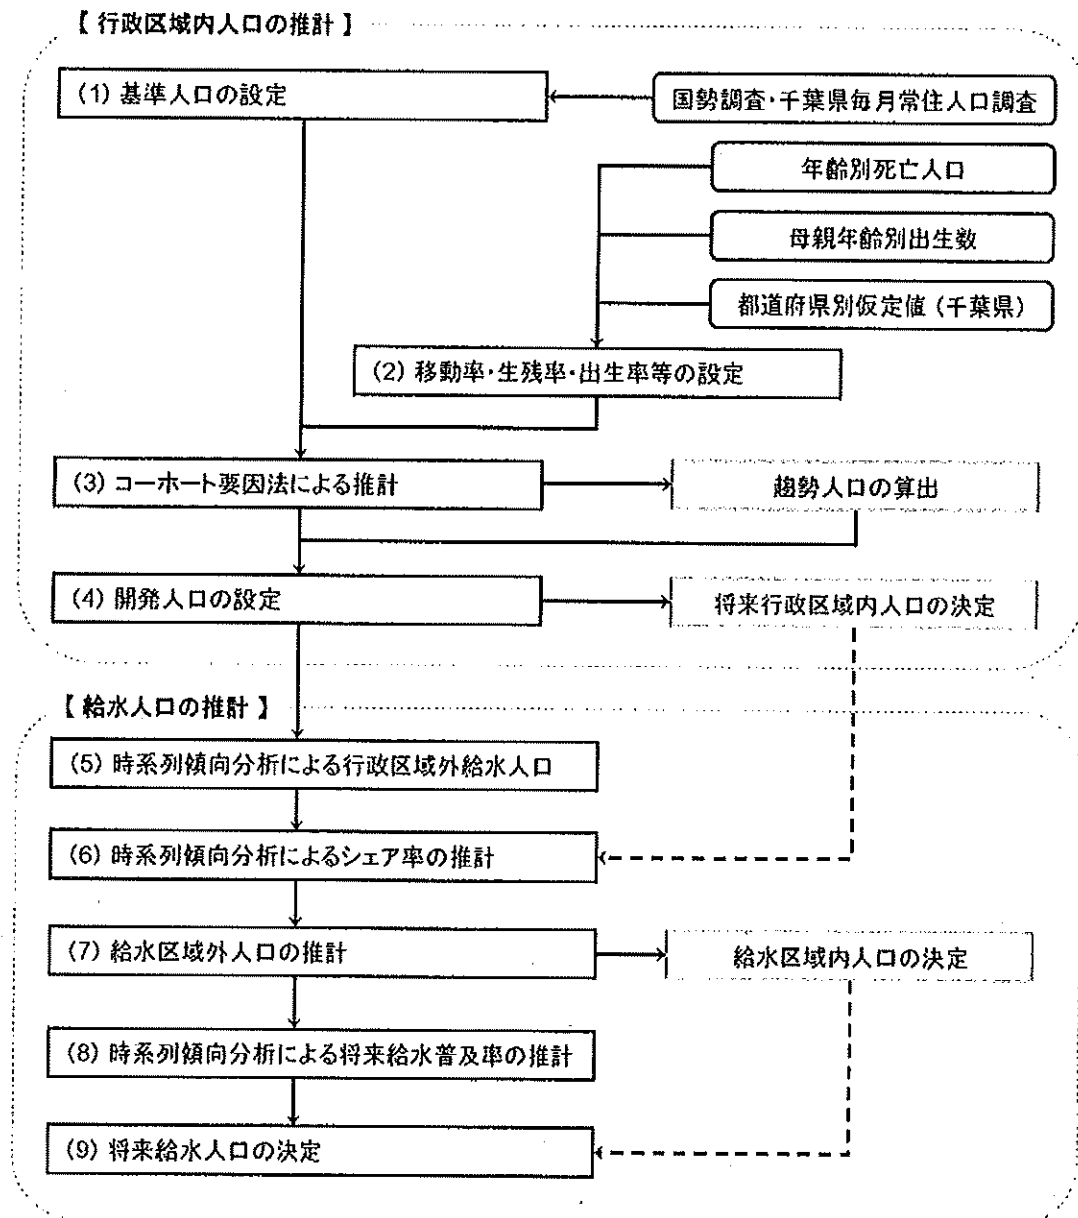 【 行政区域内人口の推計 】
(1) 基準人口の設定
国勢調査・千葉県毎月常住人口調査
年齢別死亡人口
母親年齢別出生数
都道府県別仮定値 (千葉県)
(2) 移動率・生残率・出生率等の設定
(3) コーホート要因法による推計
趨勢人口の算出
(4) 開発人口の設定
将来行政区域内人口の決定
【 給水人口の推計 】
(5) 時系列傾向分析による行政区域外給水人口
(6) 時系列傾向分析によるシェア率の推計
(7) 給水区域外人口の推計
給水区域内人口の決定
(8) 時系列傾向分析による将来給水普及率の推計
(9) 将来給水人口の決定